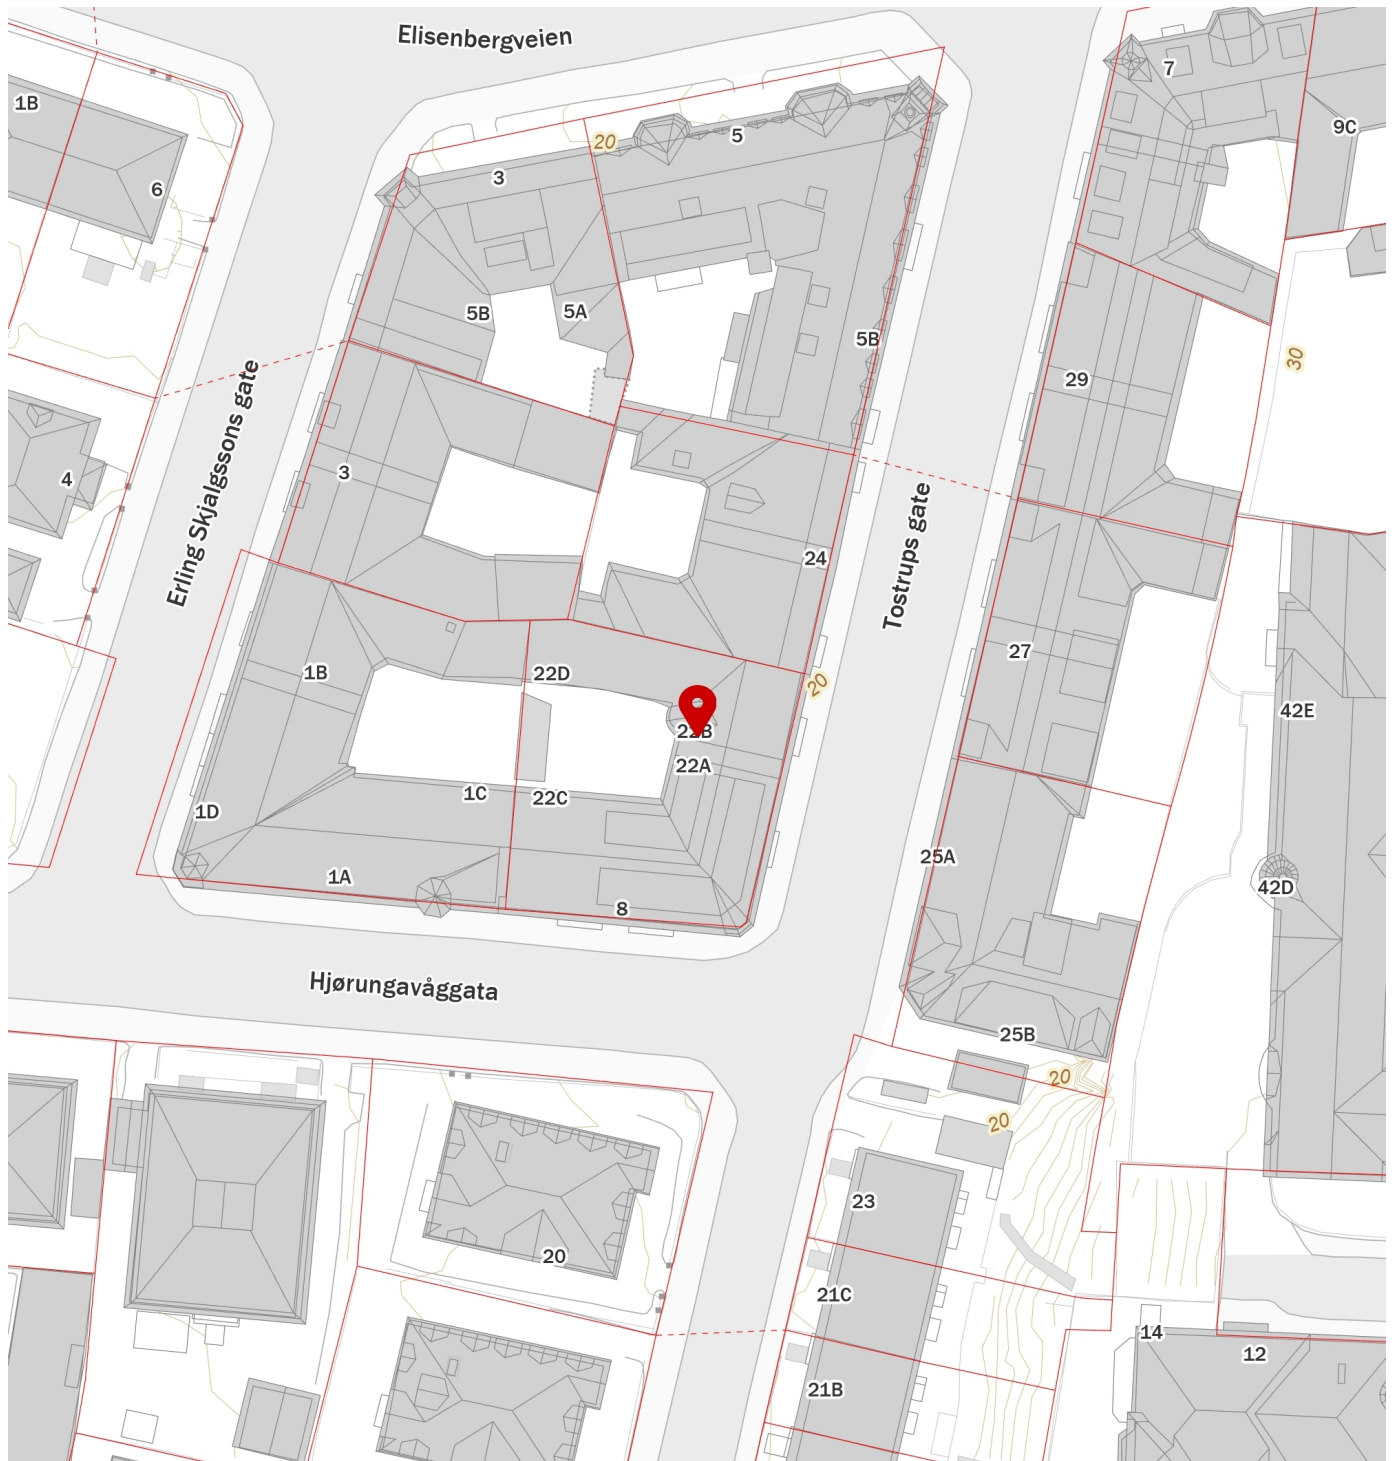 Elisenbergveien
7
1B
9C
5
20
3
6
5B
5A
5B
30
29
Erling Skjalgssons gate
3
4
Tostrups gate
24
27
1B
22D
20
42E
22B
22A
1C
22C
1D
25A
1A
42D
8
Hjørungavåggata
25B
20
20
23
20
21C
14
12
21B